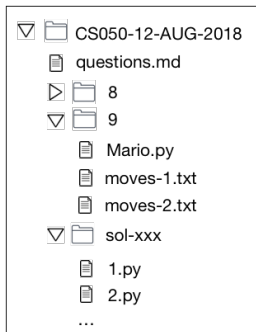 CS050-12-AUG-2018
questions.md
8
9
Mario.py
moves-1.txt
moves-2.txt
sol-xxx
1.py
2.py
...